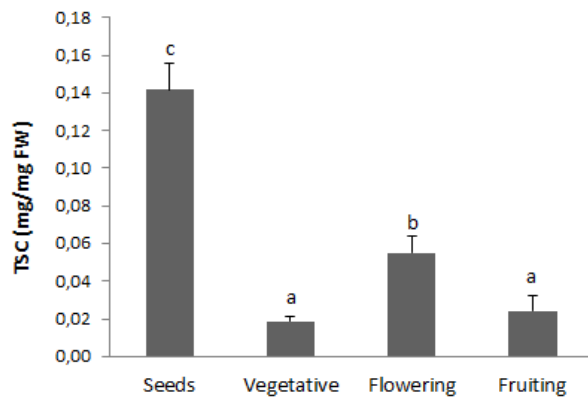 0,18
0,16
0,14
0,12
0,10
0,08
0,06
0,04
0,02
0,00
TSC (mg/mg FW)
c
a
b
a
Seeds Vegetative Flowering Fruiting